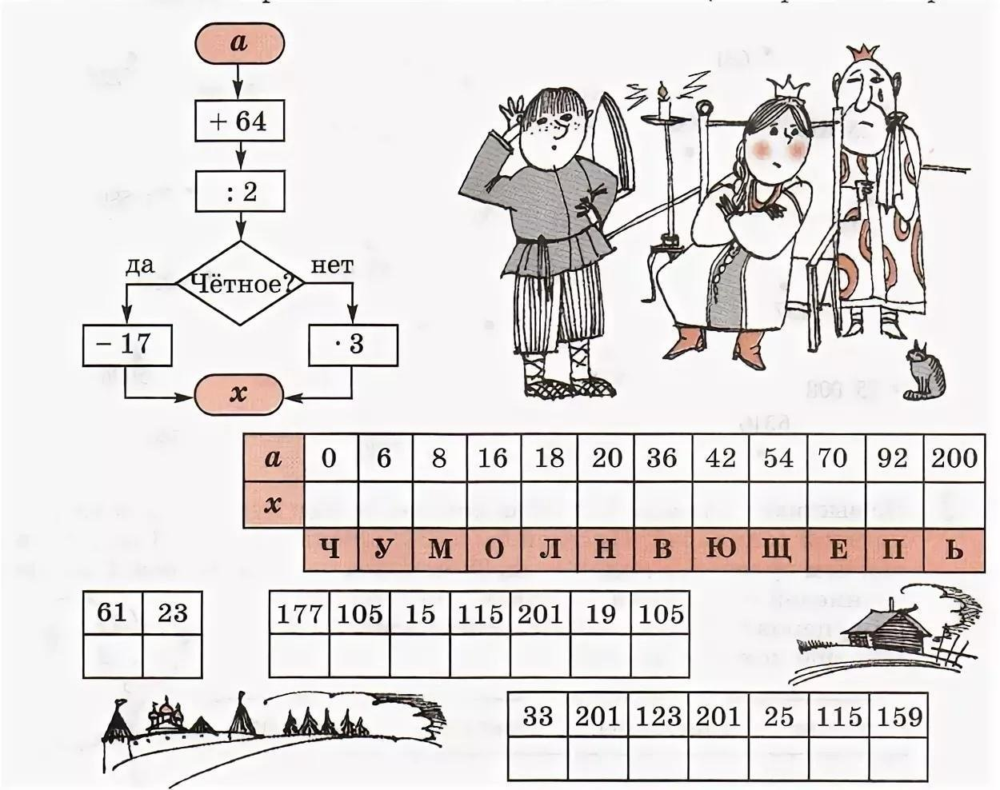 a
+ 64
: 2
да нет
Чётное?
– 17 · 3
x
a 0 6 8 16 18 20 36 42 54 70 92 200
x
Ч У М О Л Н В Ю Щ Е П Ь
61 23 177 105 15 115 201 19 105
33 201 123 201 25 115 159